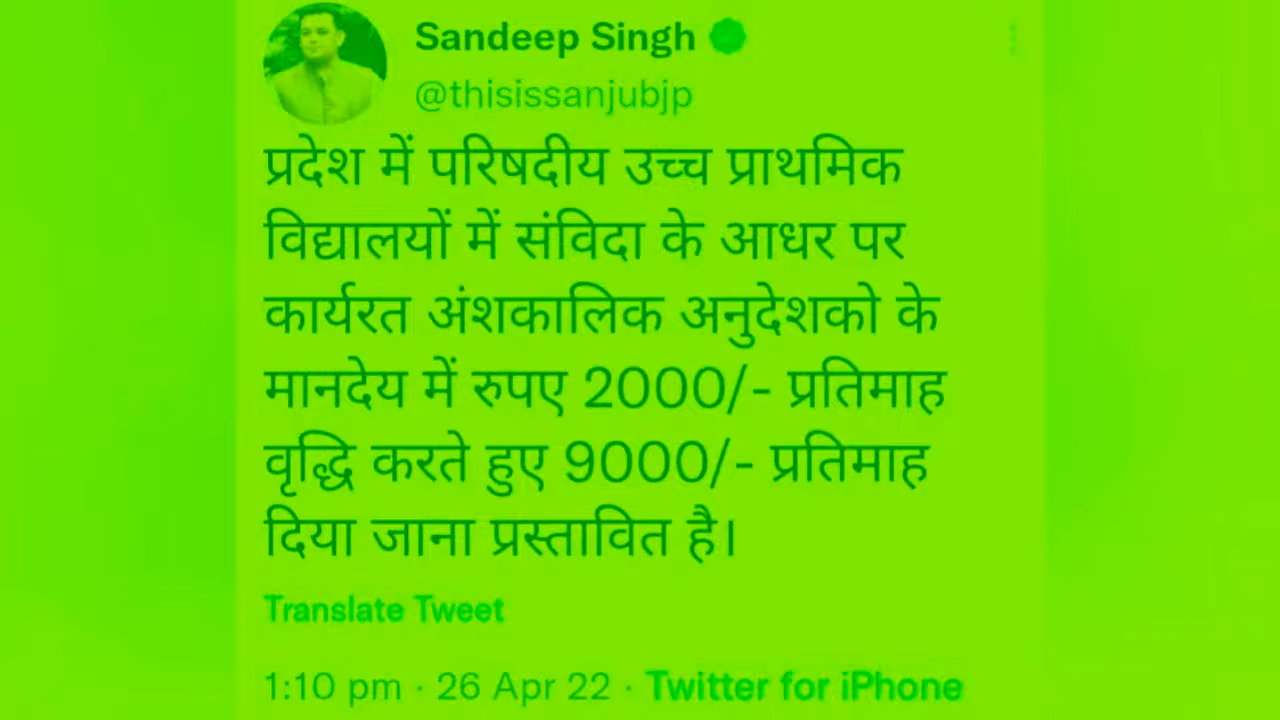 Sandeep Singh
@thisissanjubjp
प्रदेश में परिषदीय उच्च प्राथमिक
विद्यालयों में संविदा के आधर पर
कार्यरत अंशकालिक अनुदेशको के
मानदेय में रुपए 2000/- प्रतिमाह
वृद्धि करते हुए 9000/- प्रतिमाह
दिया जाना प्रस्तावित है।
Translate Tweet
1:10 pm · 26 Apr 22 · Twitter for iPhone